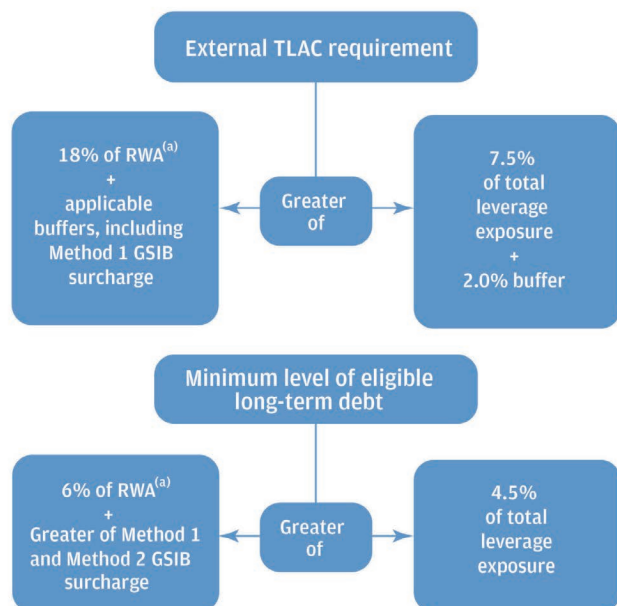 External TLAC requirement
18% of RWA(a)
+
applicable
buffers, including
Method 1 GSIB
surcharge
Greater
of
7.5%
of total
leverage
exposure
+
2.0% buffer
Minimum level of eligible
long-term debt
6% of RWA(a)
+
Greater of Method 1
and Method 2 GSIB
surcharge
Greater
of
4.5%
of total
leverage
exposure